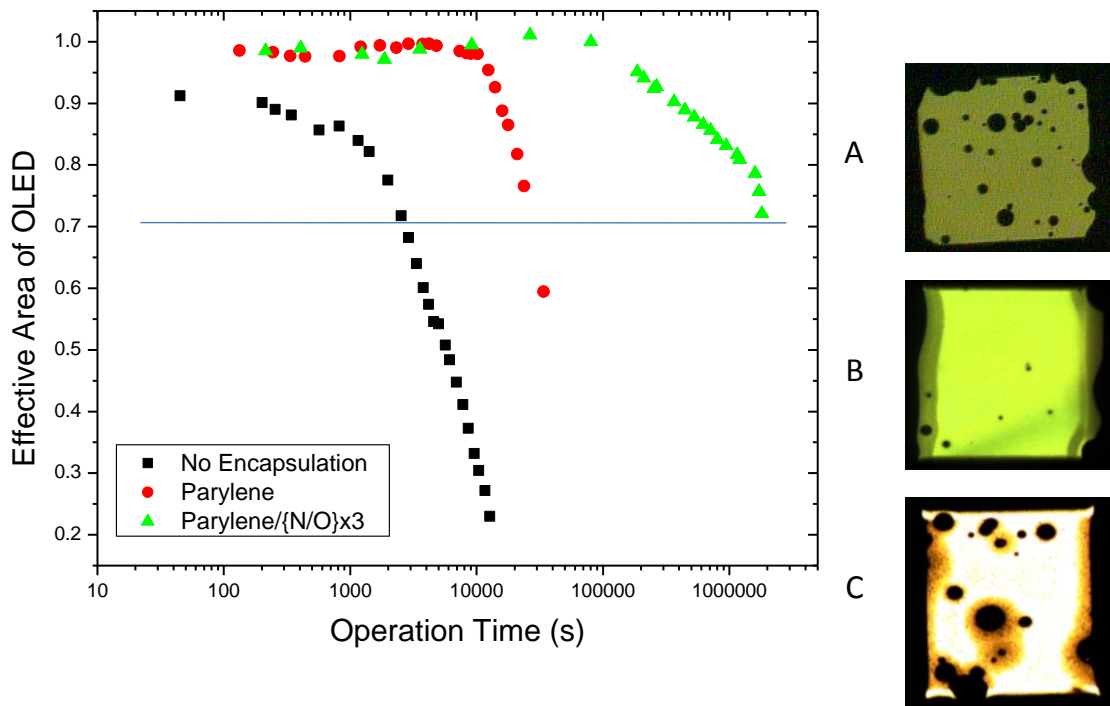 1.0
0.9
0.8
0.7
0.6
0.5
0.4
0.3
0.2
Effective Area of OLED
No Encapsulation
Parylene
Parylene/{N/O}x3
10
100
1000
10000
100000
1000000
Operation Time (s)
A
B
C